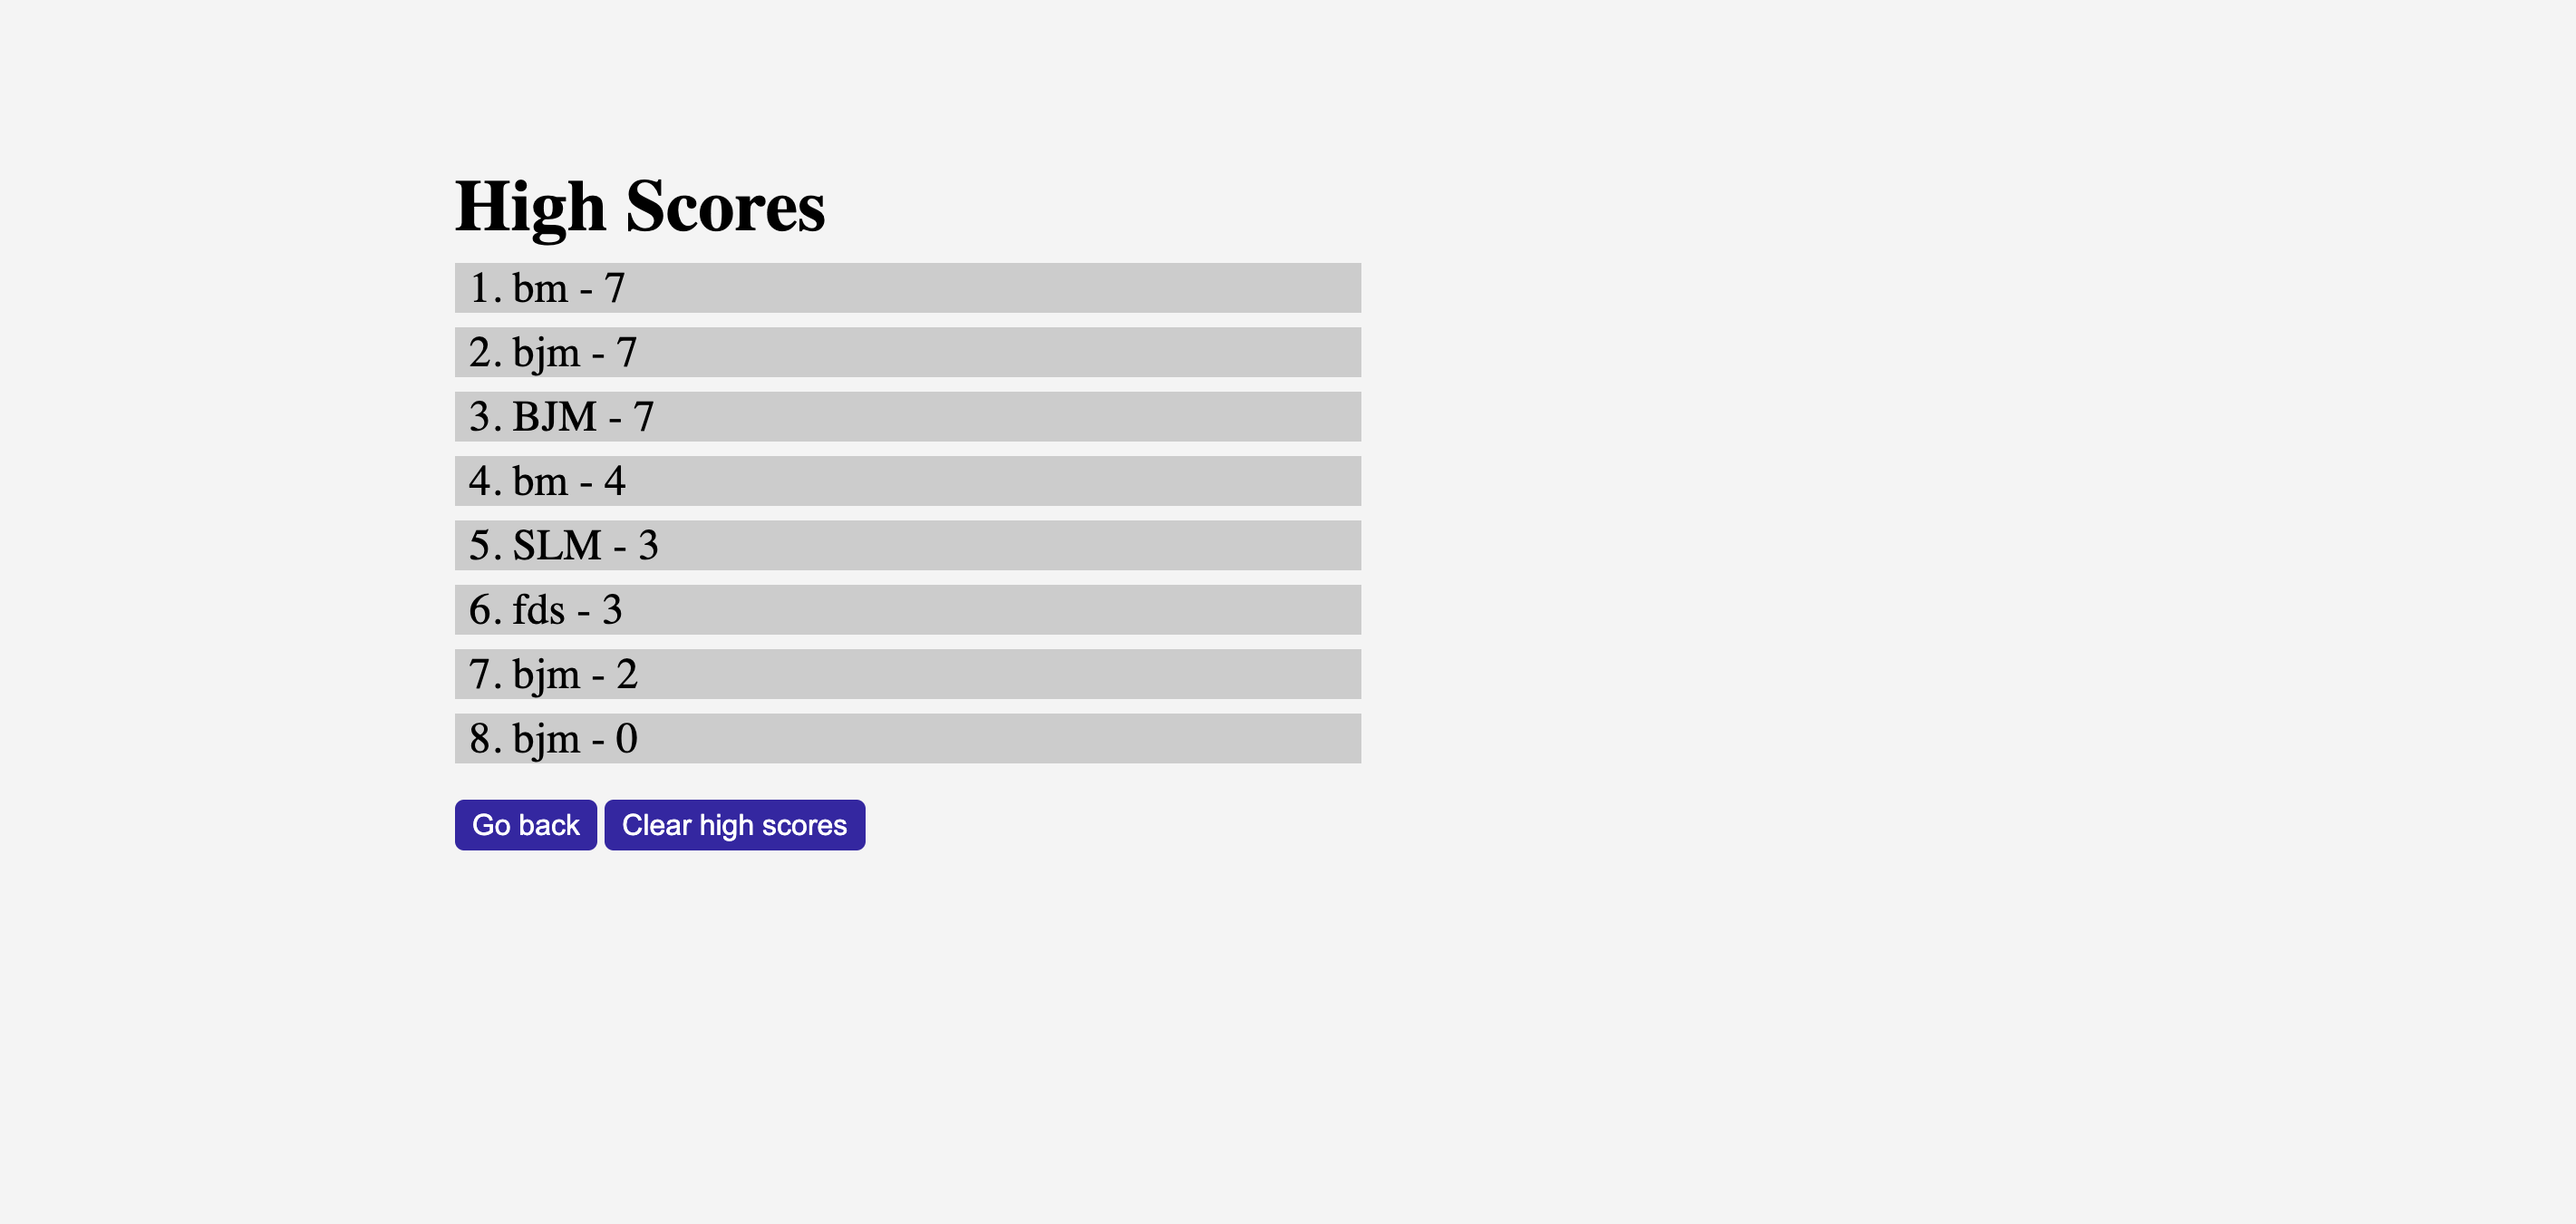 High Scores
1. bm - 7
2. bjm - 7
3. BJM - 7
4. bm - 4
5. SLM - 3
6. fds - 3
7. bjm - 2
8. bjm - 0
Go back Clear high scores